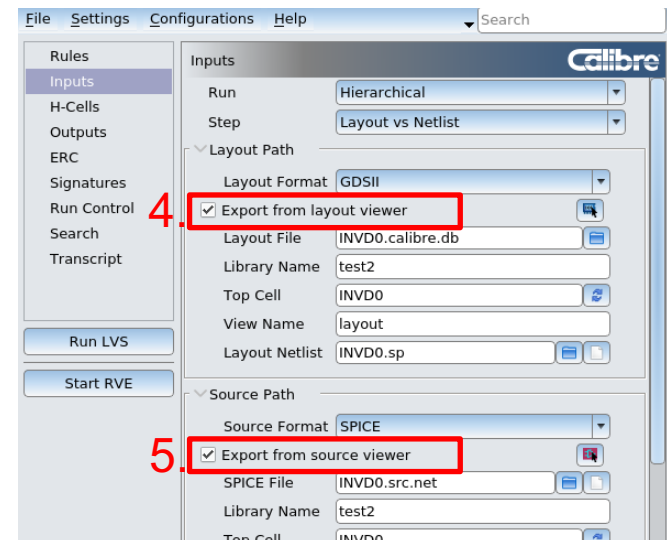 File Settings Configurations Help Search
Rules
Inputs
H-Cells
Outputs
ERC
Signatures
Run Control
Search
Transcript
Run LVS
Start RVE
Inputs Calibre
Run Hierarchical
Step Layout vs Netlist
Layout Path
Layout Format GDSII
4. Export from layout viewer
Layout File INVD0.calibre.db
Library Name test2
Top Cell INVD0
View Name layout
Layout Netlist INVD0.sp
Source Path
Source Format SPICE
5. Export from source viewer
SPICE File INVD0.src.net
Library Name test2
Top Cell INVD0